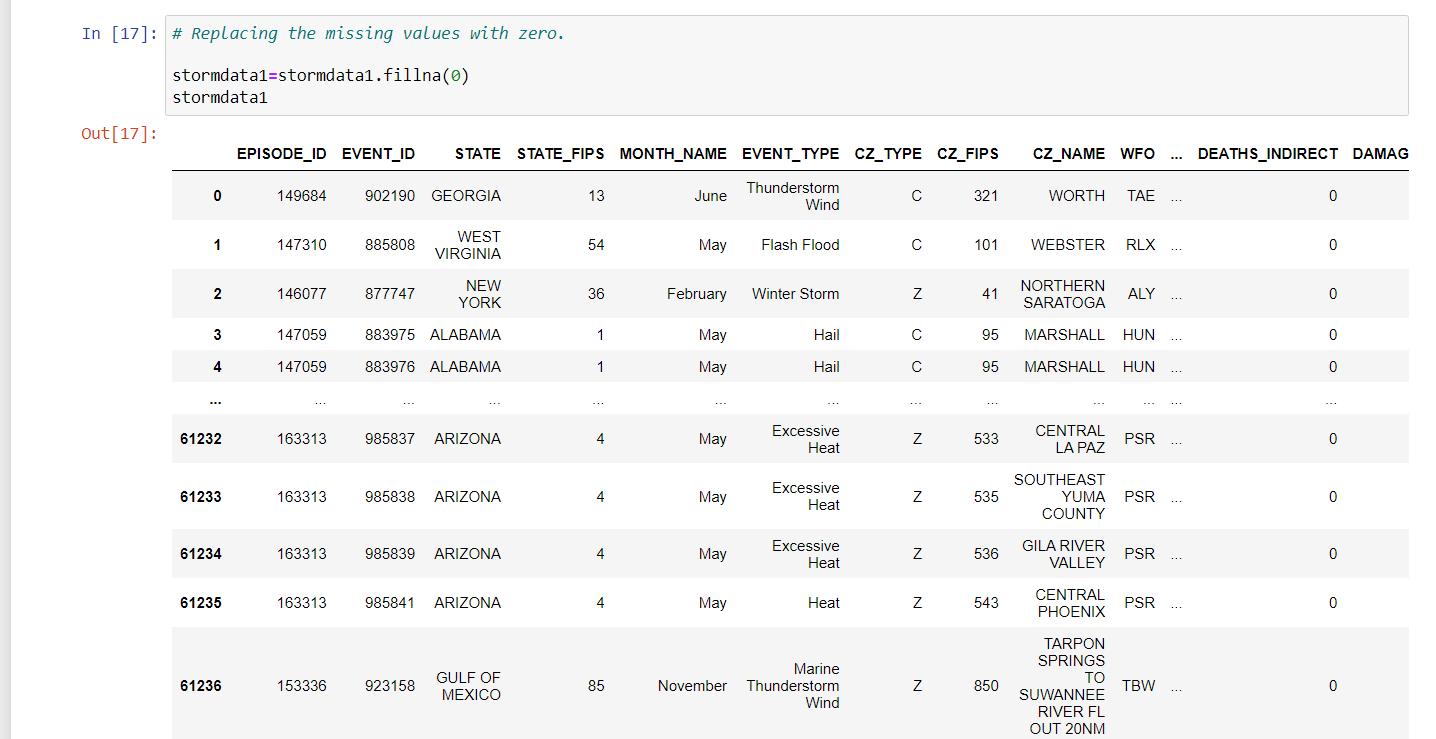 In [17]: # Replacing the missing values with zero.
stormdata1=stormdata1.fillna(0)
stormdata1
Out[17]:
EPISODE_ID EVENT_ID STATE STATE_FIPS MONTH_NAME EVENT_TYPE CZ_TYPE CZ_FIPS CZ_NAME WFO ... DEATHS_INDIRECT DAMAG
0 149684 902190 GEORGIA 13 June Thunderstorm Wind C 321 WORTH TAE ... 0
1 147310 885808 WEST VIRGINIA 54 May Flash Flood C 101 WEBSTER RLX ... 0
2 146077 877747 NEW YORK 36 February Winter Storm Z 41 NORTHERN SARATOGA ALY ... 0
3 147059 883975 ALABAMA 1 May Hail C 95 MARSHALL HUN ... 0
4 147059 883976 ALABAMA 1 May Hail C 95 MARSHALL HUN ... 0
... ... ... ... ... ... ... ... ... ... ... ... ...
61232 163313 985837 ARIZONA 4 May Excessive Heat Z 533 CENTRAL LA PAZ PSR ... 0
61233 163313 985838 ARIZONA 4 May Excessive Heat Z 535 SOUTHEAST YUMA COUNTY PSR ... 0
61234 163313 985839 ARIZONA 4 May Excessive Heat Z 536 GILA RIVER VALLEY PSR ... 0
61235 163313 985841 ARIZONA 4 May Heat Z 543 CENTRAL PHOENIX PSR ... 0
61236 153336 923158 GULF OF MEXICO 85 November Marine Thunderstorm Wind Z 850 TARPON SPRINGS TO SUWANNEE RIVER FL OUT 20NM TBW ... 0